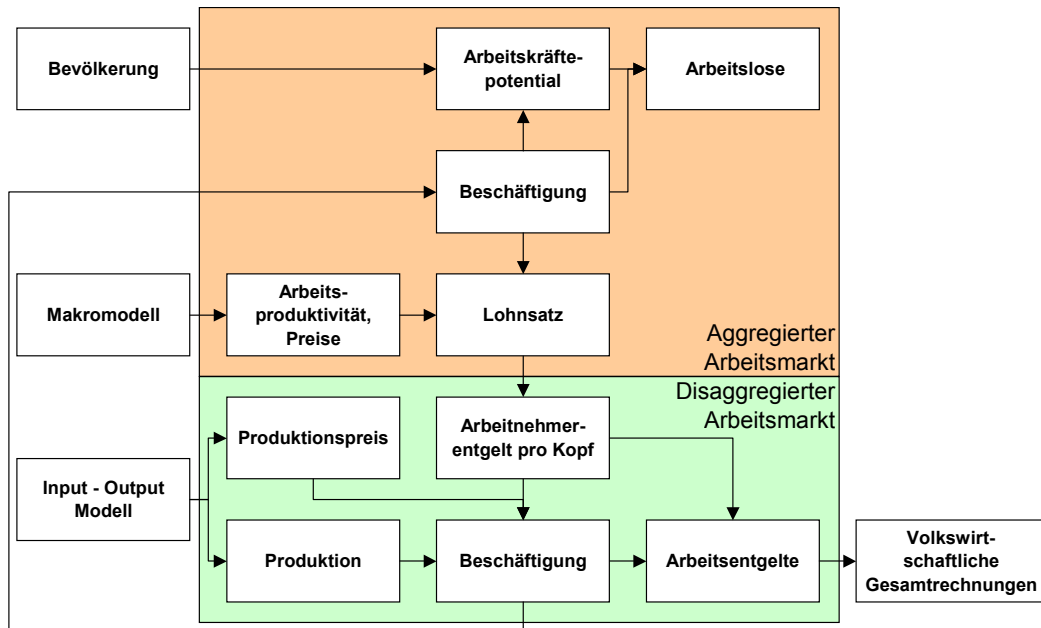 Bevölkerung
Arbeitskräfte-
potential
Arbeitslose
Beschäftigung
Makromodell
Arbeits-
produktivität,
Preise
Lohnsatz
Aggregierter
Arbeitsmarkt
Disaggregierter
Arbeitsmarkt
Produktionspreis
Arbeitnehmer-
entgelt pro Kopf
Input - Output
Modell
Produktion
Beschäftigung
Arbeitsentgelte
Volkswirt-
schaftliche
Gesamtrechnungen